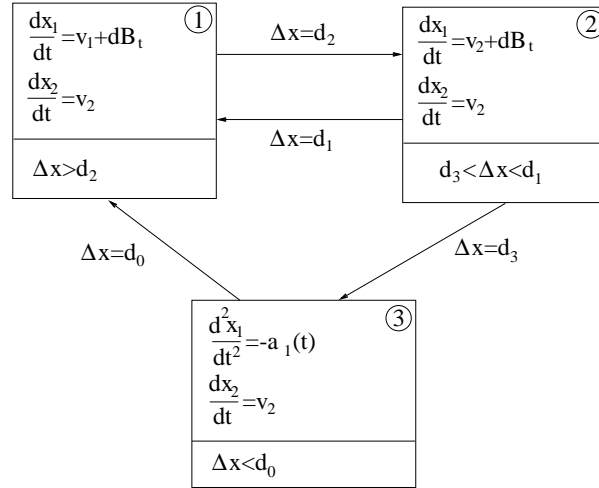 ①
dx₁/dt=v₁+dBₜ
dx₂/dt=v₂
Δx>d₂
Δx=d₂
Δx=d₁
②
dx₁/dt=v₂+dBₜ
dx₂/dt=v₂
d₃<Δx<d₁
Δx=d₀
Δx=d₃
③
d²x₁/dt²=-a₁(t)
dx₂/dt=v₂
Δx<d₀